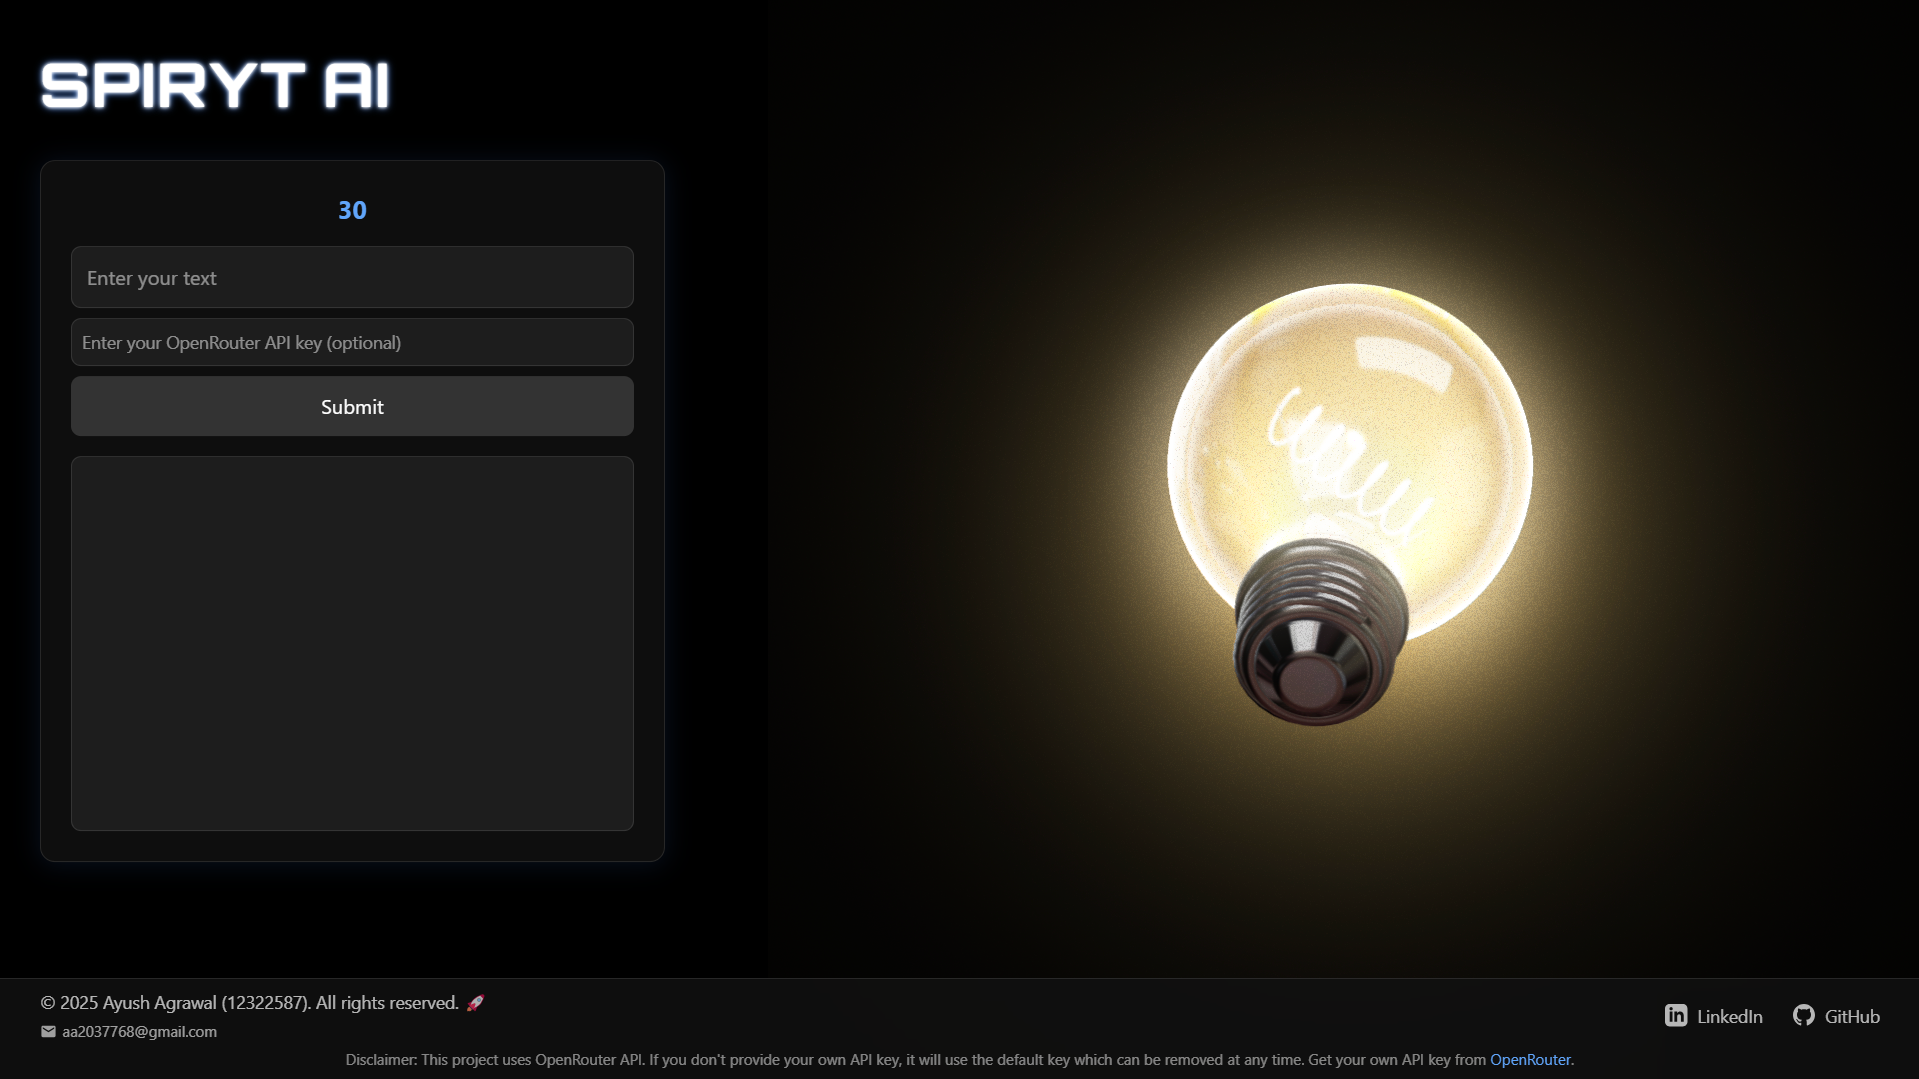 SPIRYT AI
30
Enter your text
Enter your OpenRouter API key (optional)
Submit
© 2025 Ayush Agrawal (12322587). All rights reserved. 🚀
aa2037768@gmail.com
LinkedIn
GitHub
Disclaimer: This project uses OpenRouter API. If you don't provide your own API key, it will use the default key which can be removed at any time. Get your own API key from OpenRouter.